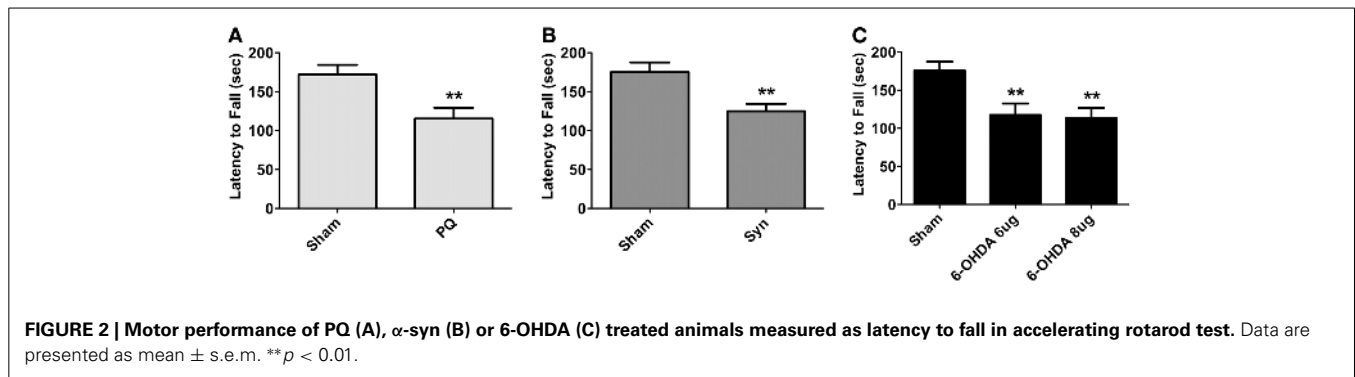 A
Latency to Fall (sec)
200
150
100
50
0
**
Sham
PQ
B
Latency to Fall (sec)
200
150
100
50
0
**
Sham
Syn
C
Latency to Fall (sec)
200
150
100
50
0
**
**
Sham
6-OHDA 6ug
6-OHDA 8ug
FIGURE 2 | Motor performance of PQ (A), α-syn (B) or 6-OHDA (C) treated animals measured as latency to fall in accelerating rotarod test. Data are
presented as mean ± s.e.m. **p < 0.01.